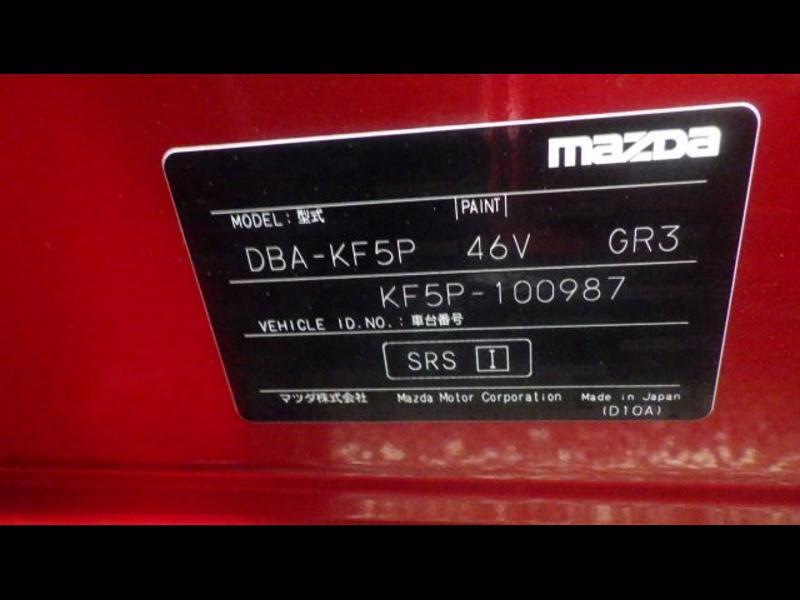 mazda
MODEL : 型式 PAINT
DBA-KF5P 46V GR3
KF5P-100987
VEHICLE ID.NO. : 車台番号
SRS I
マツダ株式会社 Mazda Motor Corporation Made in Japan
(D10A)